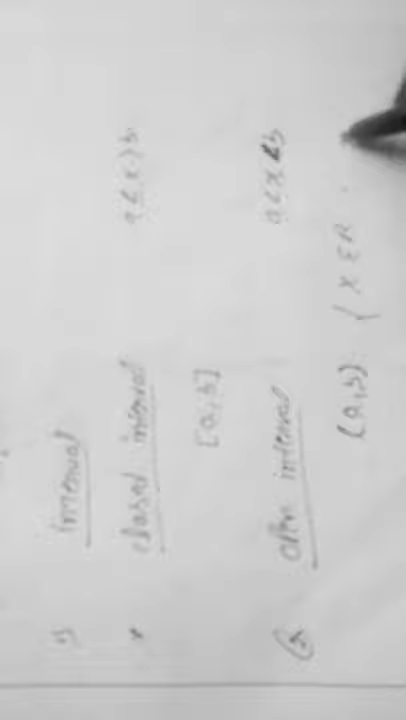 Interval
closed interval
[a,b]
open interval a<x<b
(a,b) { x ∈ R